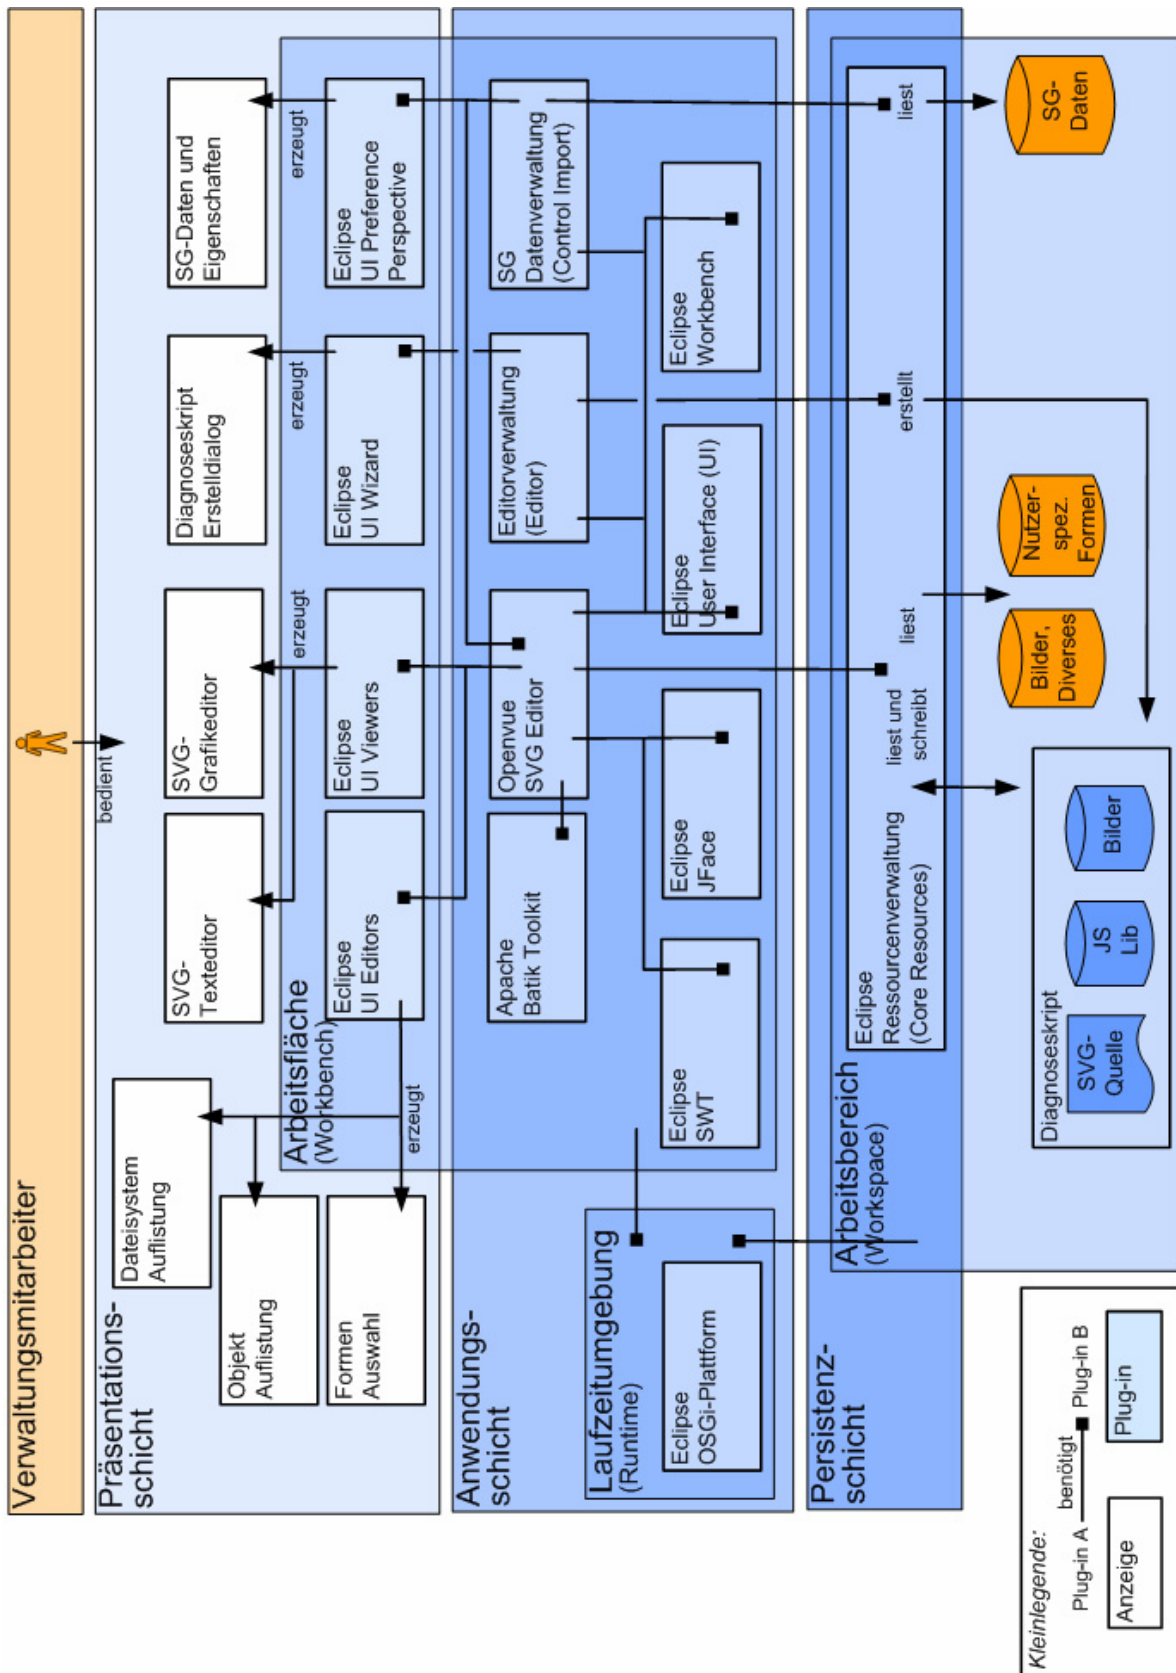 Verwaltungsmitarbeiter
bedient
Präsentations-
schicht
Dateisystem
Auflistung
Objekt
Auflistung
Formen
Auswahl
SVG-
Texteditor
SVG-
Grafikeditor
Diagnoseskript
Erstelldialog
SG-Daten und
Eigenschaften
erzeugt
erzeugt
erzeugt
erzeugt
Arbeitsfläche
(Workbench)
Eclipse
UI Editors
Eclipse
UI Viewers
Eclipse
UI Wizard
Eclipse
UI Preference
Perspective
Anwendungs-
schicht
Apache
Batik Toolkit
Openvue
SVG Editor
Editorverwaltung
(Editor)
SG
Datenverwaltung
(Control Import)
Laufzeitumgebung
(Runtime)
Eclipse
OSGi-Plattform
Eclipse
SWT
Eclipse
JFace
Eclipse
User Interface (UI)
Eclipse
Workbench
Persistenz-
schicht
Arbeitsbereich
(Workspace)
Eclipse
Ressourcenverwaltung
(Core Resources)
liest und
schreibt
liest
erstellt
liest
Diagnoseskript
SVG-
Quelle
JS
Lib
Bilder
Bilder,
Diverses
Nutzer-
spez.
Formen
SG-
Daten
Kleinlegende:
Plug-in A
benötigt
Plug-in B
Anzeige
Plug-in